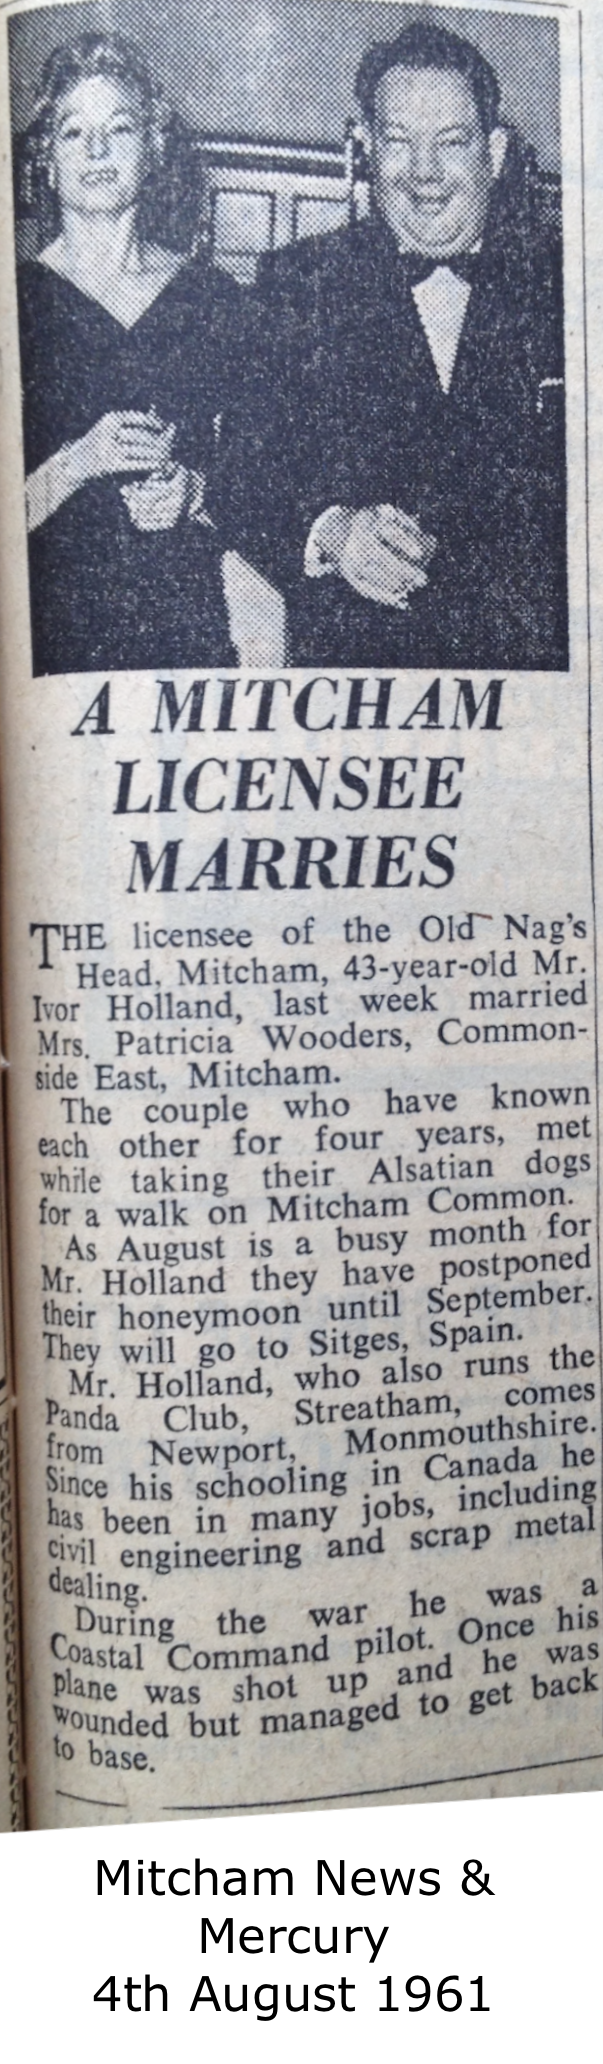 A MITCHAM
LICENSEE
MARRIES
THE licensee of the Old Nag's
Head, Mitcham, 43-year-old Mr.
Ivor Holland, last week married
Mrs. Patricia Wooders, Common-
side East, Mitcham.
The couple who have known
each other for four years, met
while taking their Alsatian dogs
for a walk on Mitcham Common.
As August is a busy month for
Mr. Holland they have postponed
their honeymoon until September.
They will go to Sitges, Spain.
Mr. Holland, who also runs the
Panda Club, Streatham, comes
from Newport, Monmouthshire.
Since his schooling in Canada he
has been in many jobs, including
civil engineering and scrap metal
dealing.
During the war he was a
Coastal Command pilot. Once his
plane was shot up and he was
wounded but managed to get back
to base.
Mitcham News &
Mercury
4th August 1961